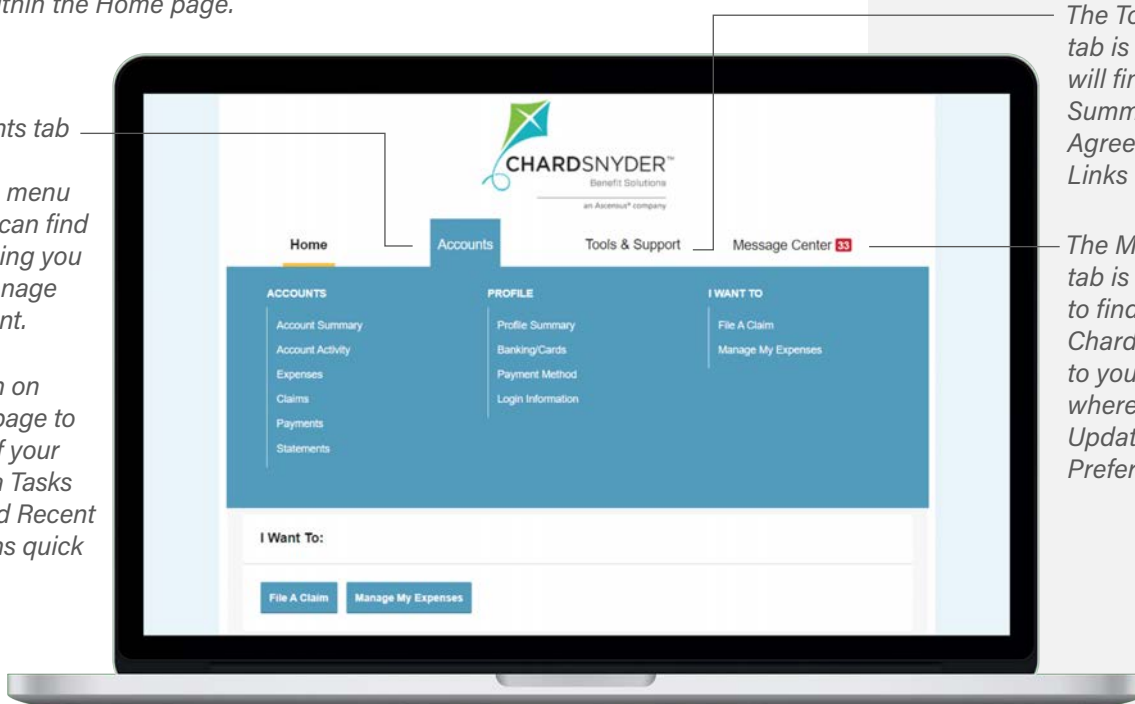 ithin the Home page.
nts tab
menu
can find
ing you
nage
nt.
n on
page to
f your
n Tasks
d Recent
ns quick
CHARDSNYDER™
Benefit Solutions
an Ascensus® company
Home
Accounts
Tools & Support
Message Center 33
ACCOUNTS
Account Summary
Account Activity
Expenses
Claims
Payments
Statements
PROFILE
Profile Summary
Banking/Cards
Payment Method
Login Information
I WANT TO
File A Claim
Manage My Expenses
I Want To:
File A Claim
Manage My Expenses
The To
tab is
will fin
Summ
Agree
Links
The M
tab is
to find
Chard
to you
where
Updat
Prefer